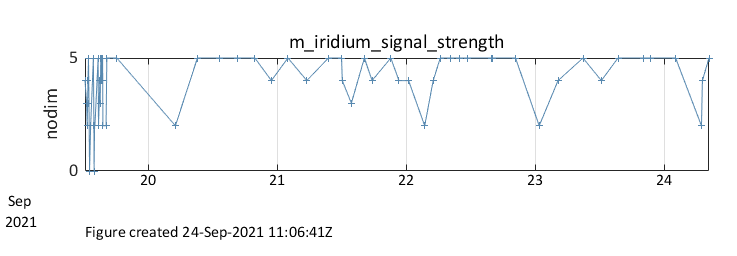 m_iridium_signal_strength
5
nodim
0
20 21 22 23 24
Sep
2021
Figure created 24-Sep-2021 11:06:41Z